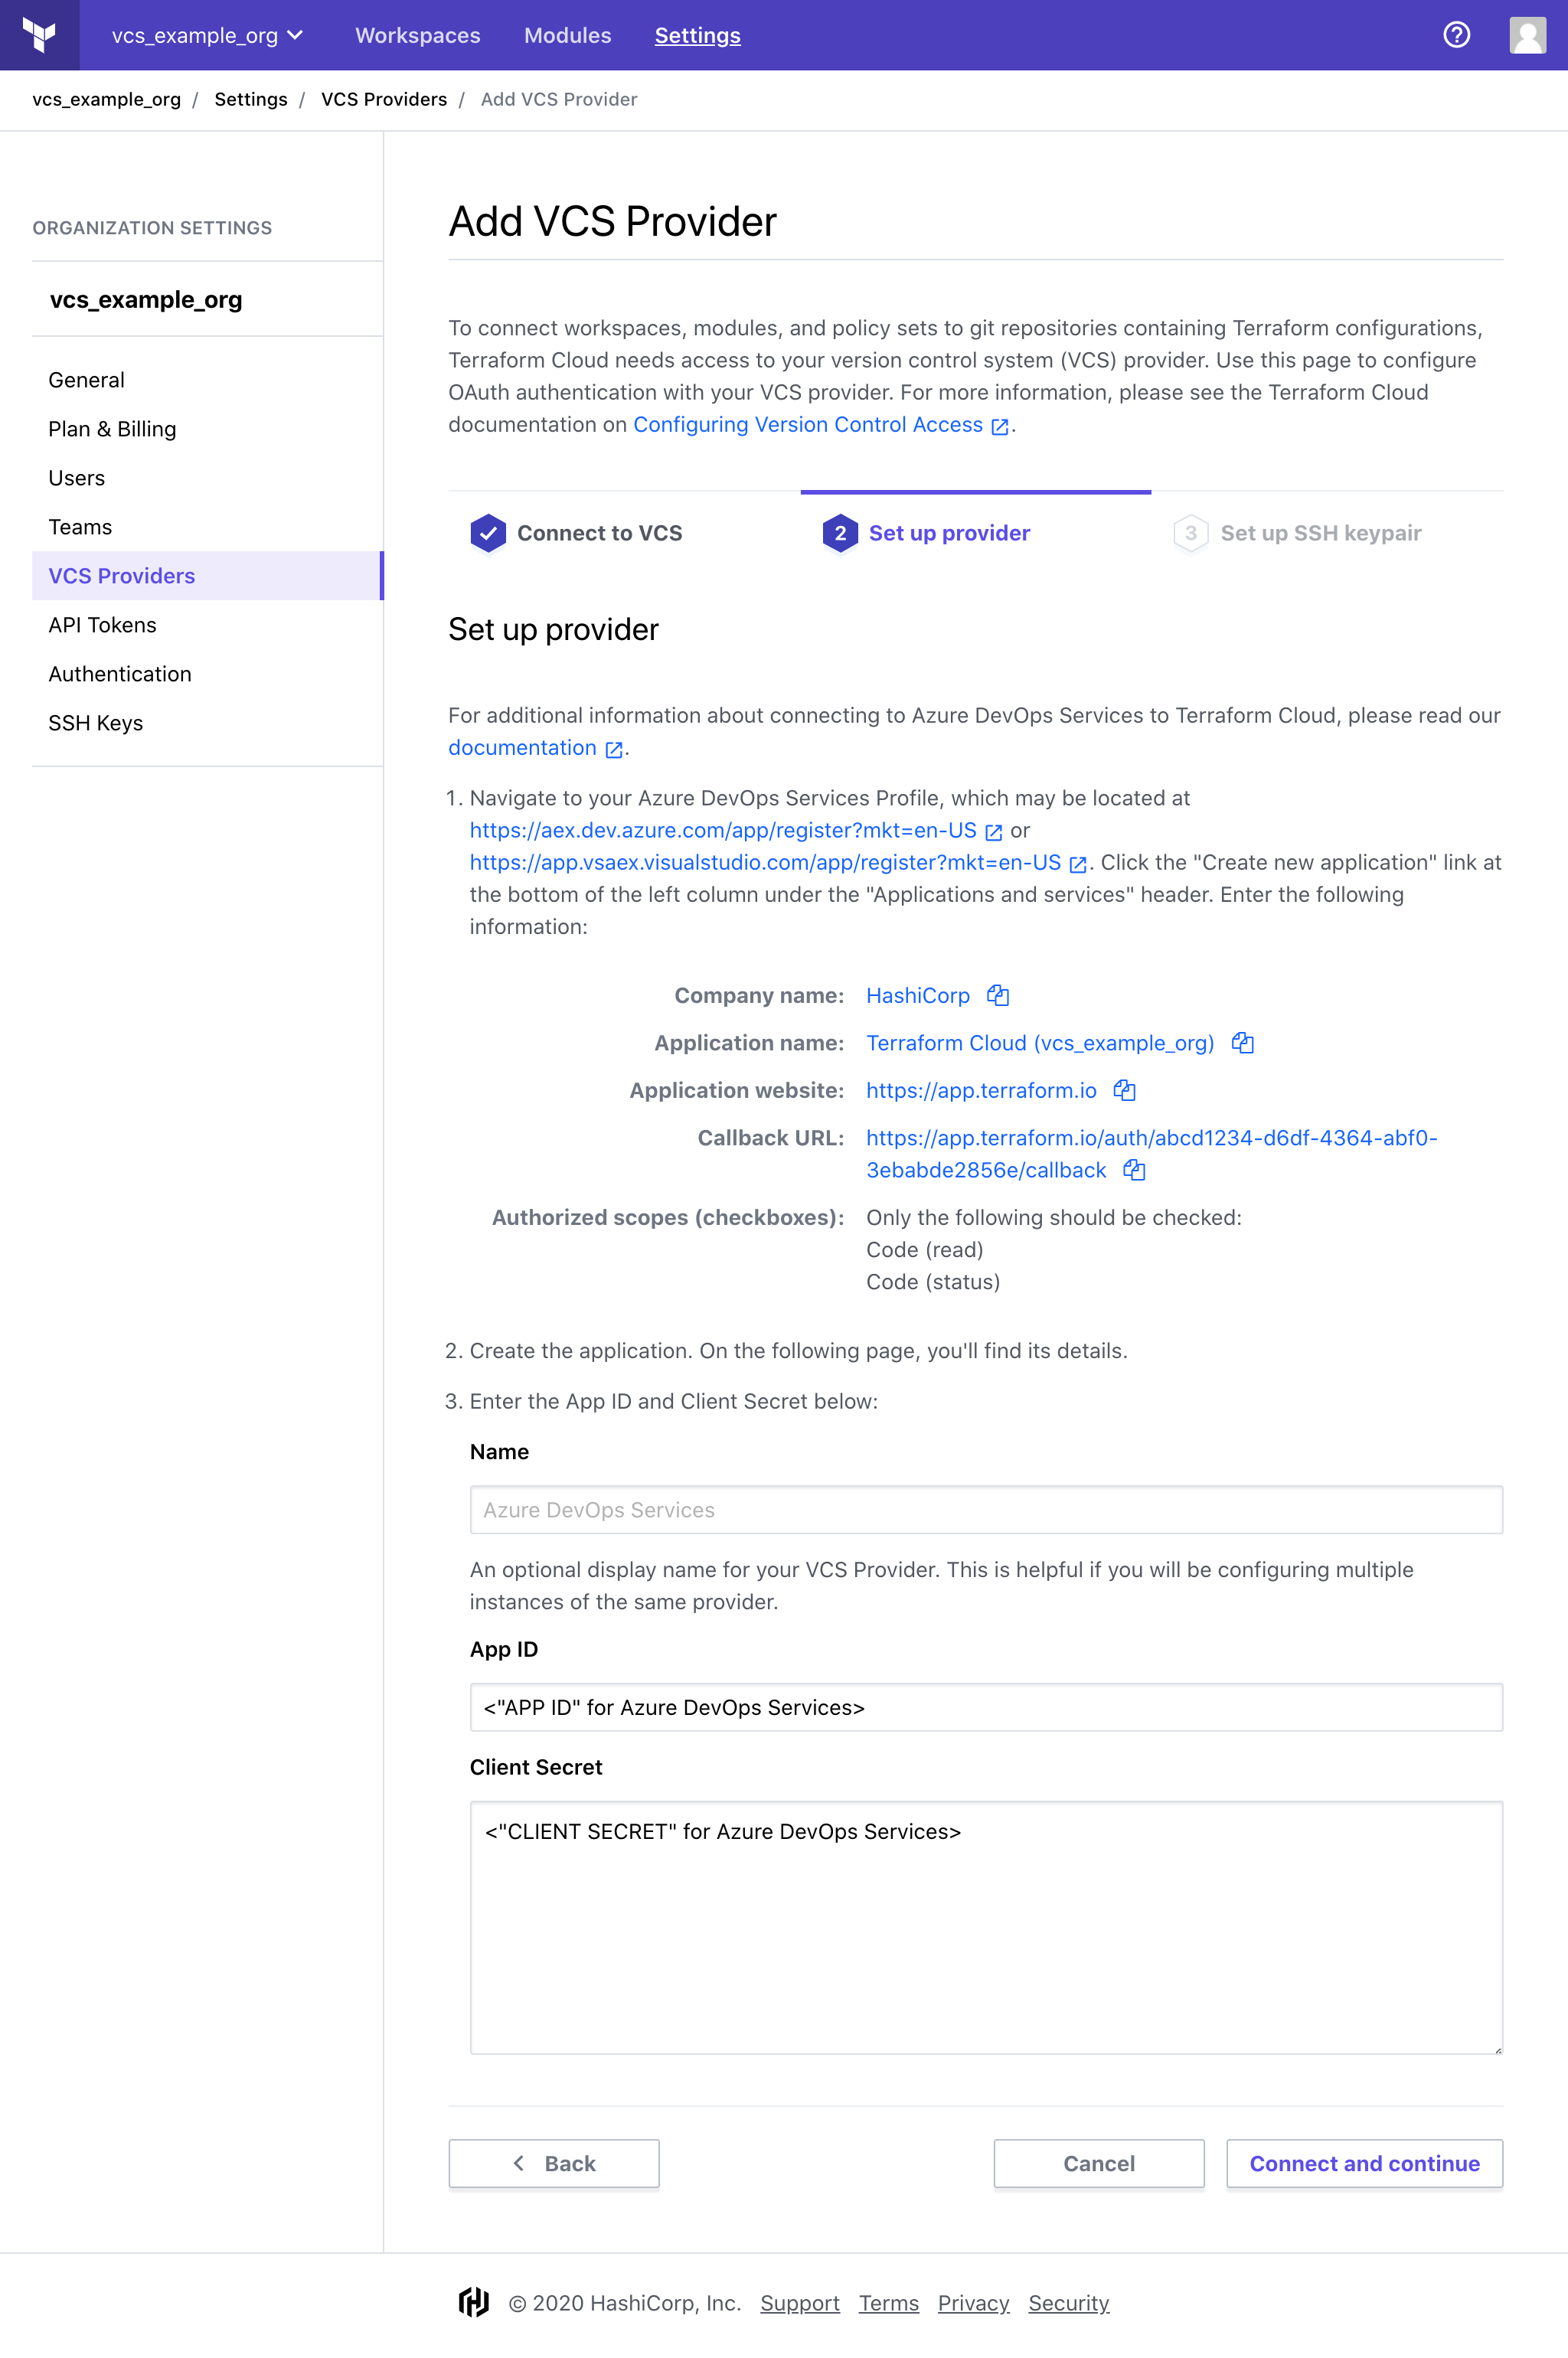 vcs_example_org Workspaces Modules Settings
vcs_example_org / Settings / VCS Providers / Add VCS Provider
ORGANIZATION SETTINGS
vcs_example_org
General
Plan & Billing
Users
Teams
VCS Providers
API Tokens
Authentication
SSH Keys
Add VCS Provider
To connect workspaces, modules, and policy sets to git repositories containing Terraform configurations,
Terraform Cloud needs access to your version control system (VCS) provider. Use this page to configure
OAuth authentication with your VCS provider. For more information, please see the Terraform Cloud
documentation on Configuring Version Control Access .
Connect to VCS
2 Set up provider
3 Set up SSH keypair
Set up provider
For additional information about connecting to Azure DevOps Services to Terraform Cloud, please read our
documentation .
1. Navigate to your Azure DevOps Services Profile, which may be located at
https://aex.dev.azure.com/app/register?mkt=en-US or
https://app.vsaex.visualstudio.com/app/register?mkt=en-US . Click the "Create new application" link at
the bottom of the left column under the "Applications and services" header. Enter the following
information:
Company name: HashiCorp
Application name: Terraform Cloud (vcs_example_org)
Application website: https://app.terraform.io
Callback URL: https://app.terraform.io/auth/abcd1234-d6df-4364-abf0-
3ebabde2856e/callback
Authorized scopes (checkboxes): Only the following should be checked:
Code (read)
Code (status)
2. Create the application. On the following page, you'll find its details.
3. Enter the App ID and Client Secret below:
Name
Azure DevOps Services
An optional display name for your VCS Provider. This is helpful if you will be configuring multiple
instances of the same provider.
App ID
<"APP ID" for Azure DevOps Services>
Client Secret
<"CLIENT SECRET" for Azure DevOps Services>
Back Cancel Connect and continue
© 2020 HashiCorp, Inc. Support Terms Privacy Security